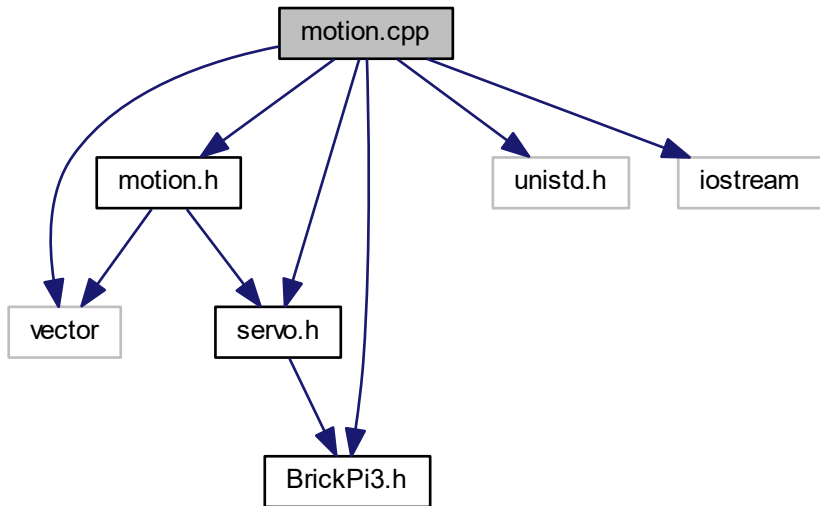 motion.cpp
motion.h
unistd.h
iostream
vector
servo.h
BrickPi3.h